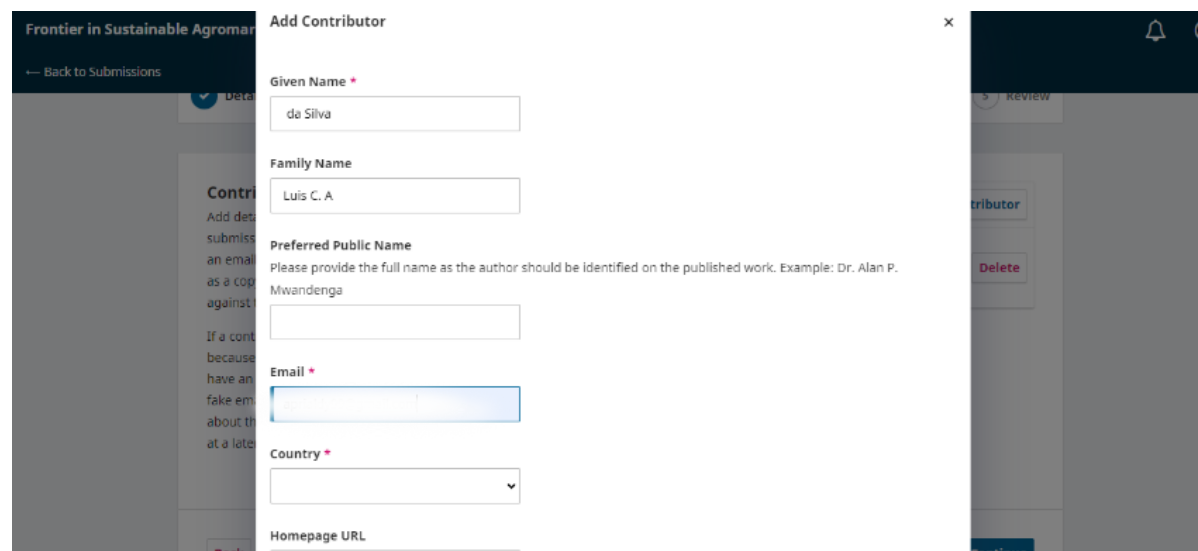 Add Contributor
×
Frontier in Sustainable Agromar
← Back to Submissions
Deta
5 Review
Given Name *
da Silva
Family Name
Luis C. A
Contri
Add deta
submiss
an email
as a cop
against
tributor
Delete
Preferred Public Name
Please provide the full name as the author should be identified on the published work. Example: Dr. Alan P.
Mwandenga
If a cont
because
have an
fake em
about th
at a late
Email *
Country *
Homepage URL